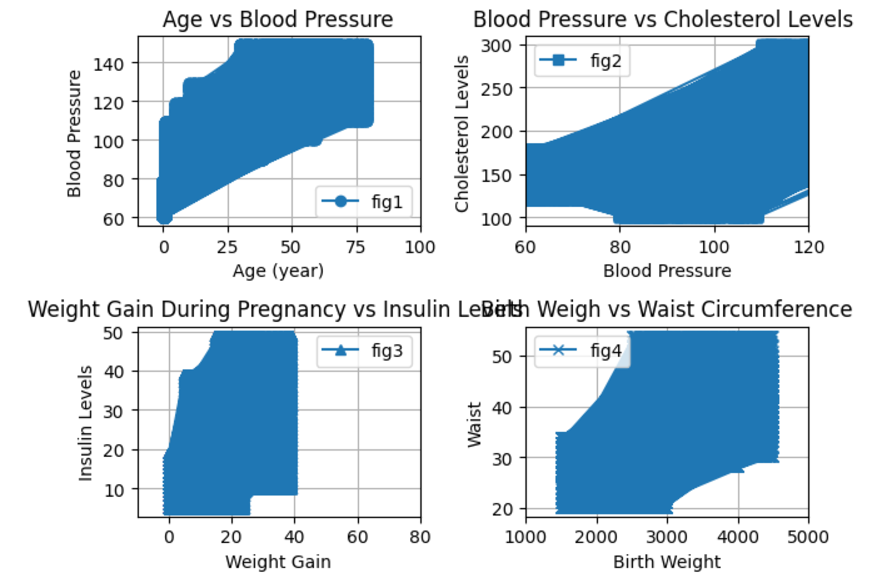 Age vs Blood Pressure
Blood Pressure
140
120
100
80
60
fig1
0 25 50 75 100
Age (year)
Blood Pressure vs Cholesterol Levels
Cholesterol Levels
300
250
200
150
100
fig2
60 80 100 120
Blood Pressure
Weight Gain During Pregnancy vs Insulin Levels
Insulin Levels
50
40
30
20
10
fig3
0 20 40 60 80
Weight Gain
Birth Weigh vs Waist Circumference
Waist
50
40
30
20
fig4
1000 2000 3000 4000 5000
Birth Weight